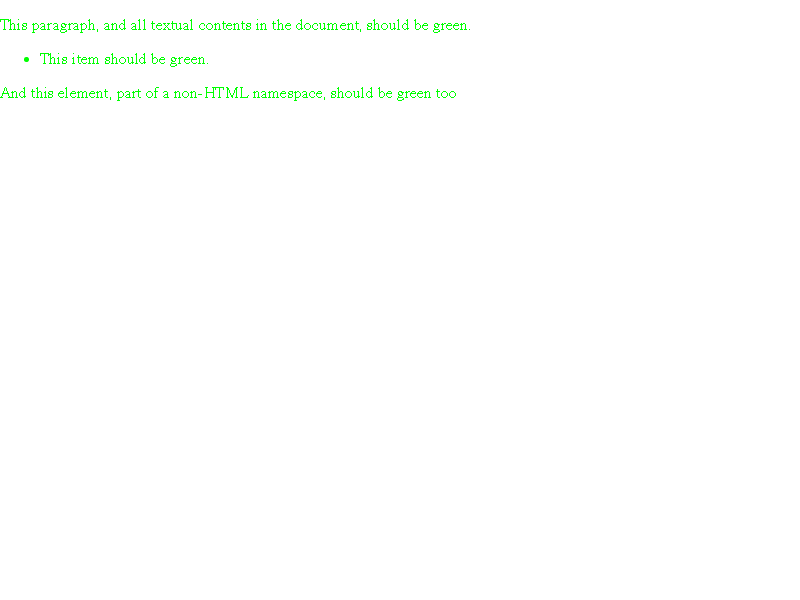 This paragraph, and all textual contents in the document, should be green.
• This item should be green.
And this element, part of a non-HTML namespace, should be green too